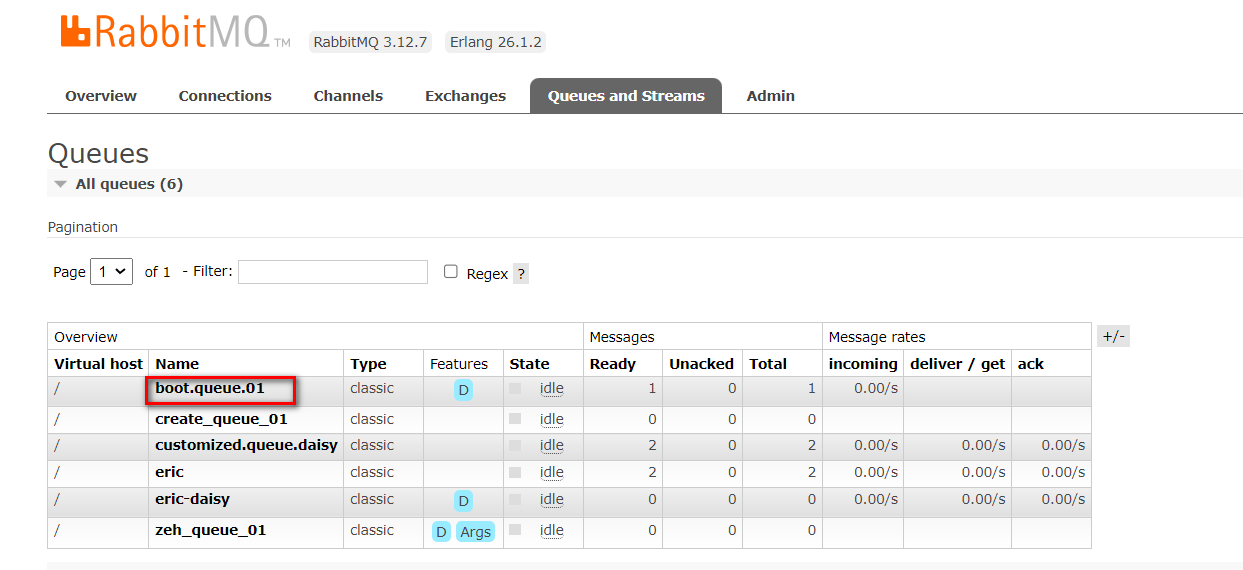 RabbitMQ TM RabbitMQ 3.12.7 Erlang 26.1.2
Overview Connections Channels Exchanges Queues and Streams Admin
Queues
All queues (6)
Pagination
Page 1 of 1 - Filter: Regex ?
Overview Messages Message rates +/-
Virtual host Name Type Features State Ready Unacked Total incoming deliver / get ack
/ boot.queue.01 classic D idle 1 0 1 0.00/s
/ create_queue_01 classic idle 0 0 0
/ customized.queue.daisy classic idle 2 0 2 0.00/s 0.00/s 0.00/s
/ eric classic idle 2 0 2 0.00/s 0.00/s 0.00/s
/ eric-daisy classic D idle 0 0 0 0.00/s 0.00/s 0.00/s
/ zeh_queue_01 classic D Args idle 0 0 0